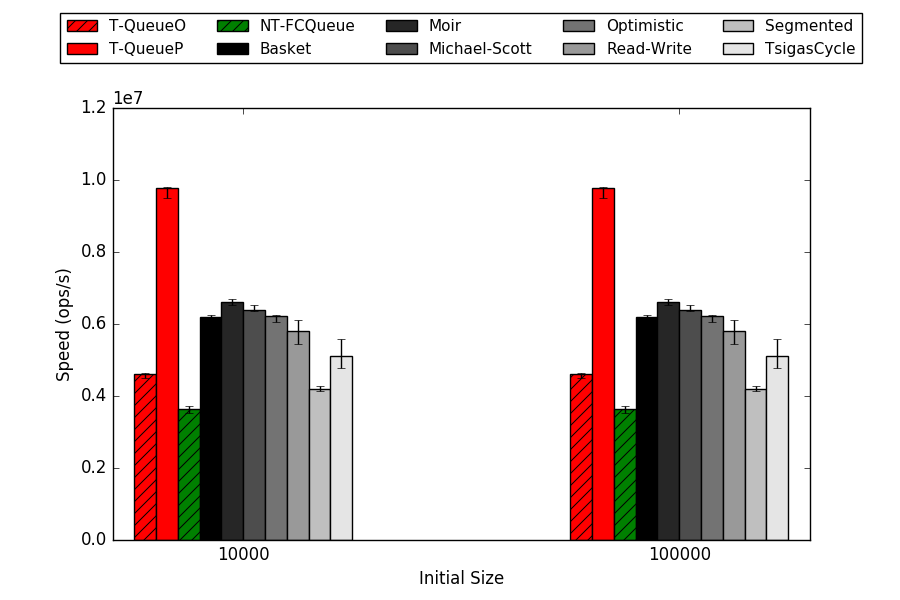 T-QueueO NT-FCQueue Moir Optimistic Segmented
T-QueueP Basket Michael-Scott Read-Write TsigasCycle
1e7
1.2
1.0
0.8
0.6
0.4
0.2
0.0
Speed (ops/s)
10000 100000
Initial Size